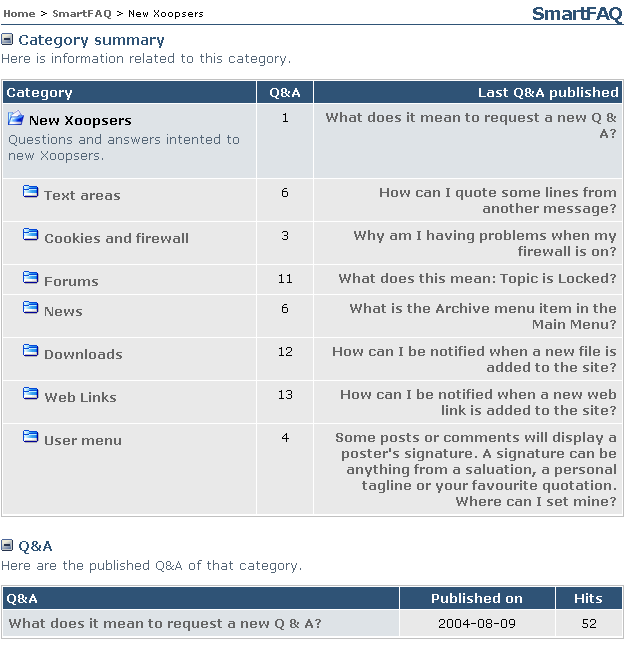 Home > SmartFAQ > New Xoopsers
SmartFAQ
Category summary
Here is information related to this category.
Category Q&A Last Q&A published
New Xoopsers 1 What does it mean to request a new Q &
A?
Questions and answers intented to
new Xoopsers.
Text areas 6 How can I quote some lines from
another message?
Cookies and firewall 3 Why am I having problems when my
firewall is on?
Forums 11 What does this mean: Topic is Locked?
News 6 What is the Archive menu item in the
Main Menu?
Downloads 12 How can I be notified when a new file is
added to the site?
Web Links 13 How can I be notified when a new web
link is added to the site?
User menu 4 Some posts or comments will display a
poster's signature. A signature can be
anything from a saluation, a personal
tagline or your favourite quotation.
Where can I set mine?
Q&A
Here are the published Q&A of that category.
Q&A Published on Hits
What does it mean to request a new Q & A? 2004-08-09 52